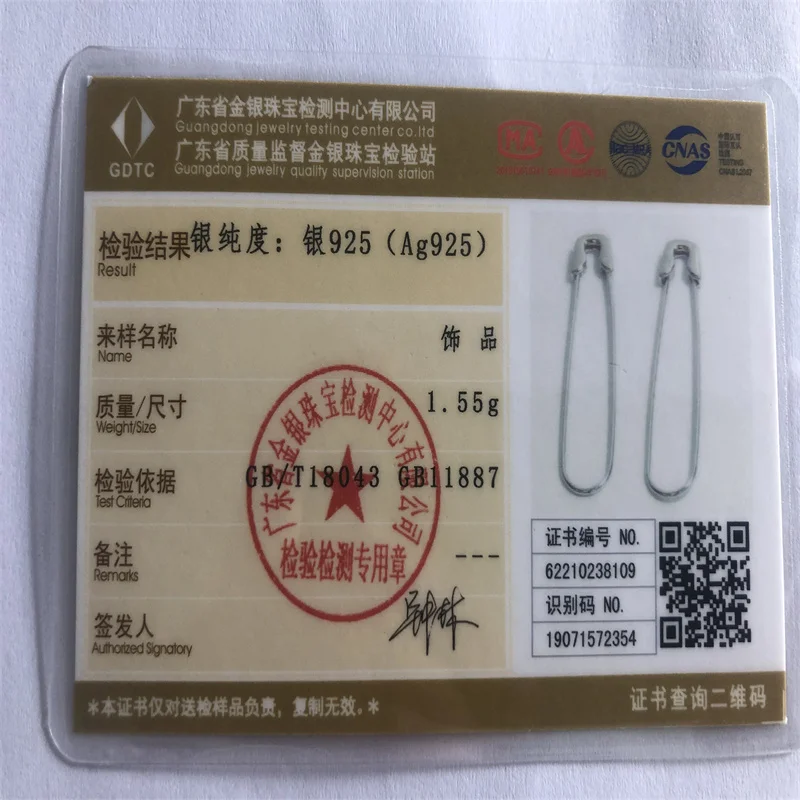 广东省金银珠宝检测中心有限公司
Guangdong jewelry testing center co.ltd
广东省质量监督金银珠宝检验站
Guangdong jewelry quality supervision station
GDTC
MA
CNAS
TESTING
检验结果 银纯度：银925（Ag925）
Result
来样名称 饰 品
Name
质量/尺寸 1.55g
Weight/Size
检验依据 GB/T18043 GB11887
Test Criteria
备注 ---
Remarks
签发人
Authorized Signatory
广东省金银珠宝检测中心有限公司
检验检测专用章
证书编号 NO.
62210238109
识别码 NO.
19071572354
*本证书仅对送检样品负责，复制无效。*
证书查询二维码